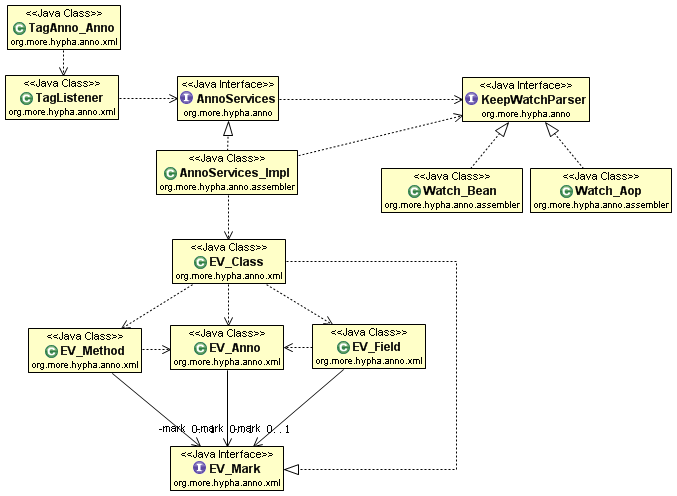 <<Java Class>>
TagAnno_Anno
org.more.hypha.anno.xml
<<Java Class>>
TagListener
org.more.hypha.anno.xml
<<Java Interface>>
AnnoServices
org.more.hypha.anno
<<Java Interface>>
KeepWatchParser
org.more.hypha.anno
<<Java Class>>
AnnoServices_Impl
org.more.hypha.anno.assembler
<<Java Class>>
Watch_Bean
org.more.hypha.anno.assembler
<<Java Class>>
Watch_Aop
org.more.hypha.anno.assembler
<<Java Class>>
EV_Class
org.more.hypha.anno.xml
<<Java Class>>
EV_Method
org.more.hypha.anno.xml
<<Java Class>>
EV_Anno
org.more.hypha.anno.xml
<<Java Class>>
EV_Field
org.more.hypha.anno.xml
-mark 0..1
-mark 0..1
-mark 0..1
<<Java Interface>>
EV_Mark
org.more.hypha.anno.xml